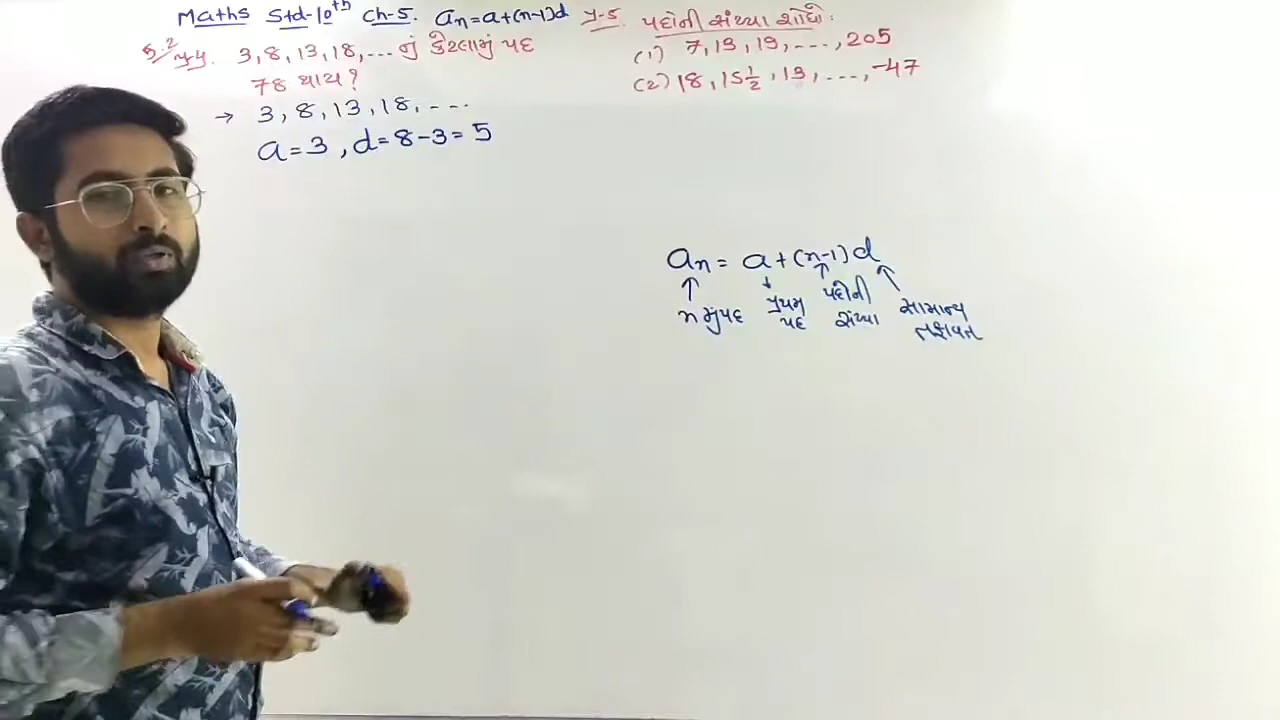 Maths Std-10th Ch-5. an=a+(n-1)d
5.2 પ્ર-4. 3,8,13,18,... નું કેટલામું પદ
78 થાય?
→ 3, 8, 13, 18, ....
a=3, d=8-3=5
પ્ર-5 પદોની સંખ્યા શોધો:
(1) 7,13,19,....,205
(2) 18,15½,13,....,-47
an = a+(n-1)d
n મું પદ
પ્રથમ પદ
પદોની સંખ્યા
સામાન્ય તફાવત